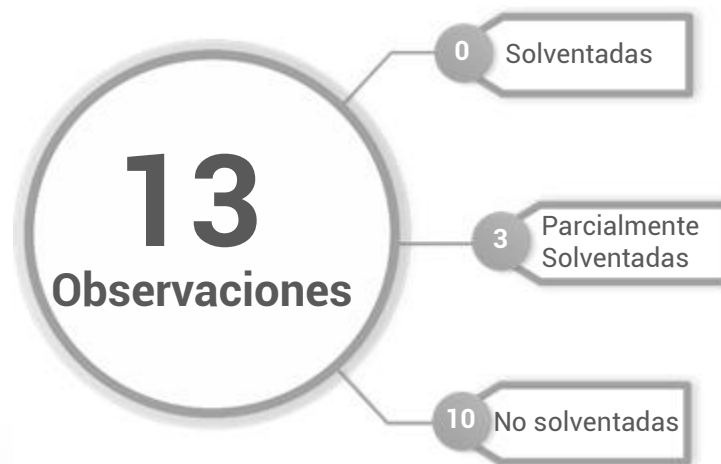 13
Observaciones
0
Solventadas
3
Parcialmente
Solventadas
10
No solventadas